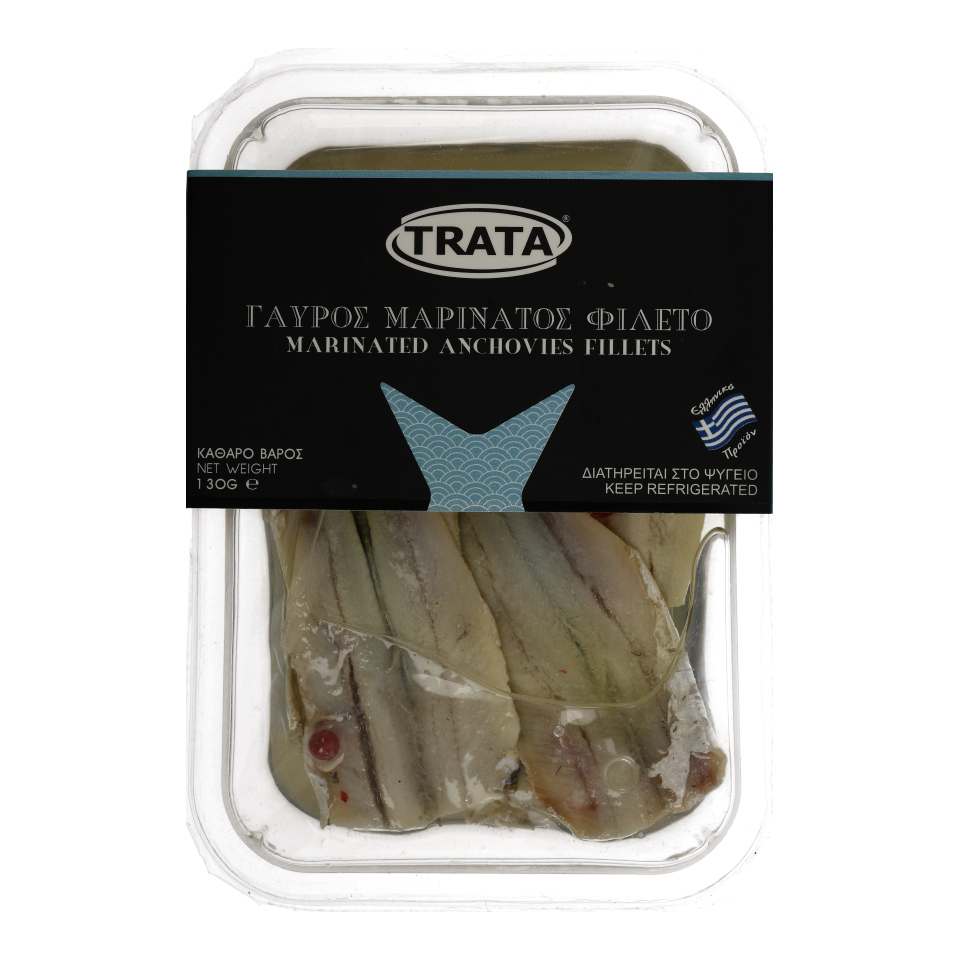 TRATA®
ΓΑΥΡΟΣ ΜΑΡΙΝΑΤΟΣ ΦΙΛΕΤΟ
MARINATED ANCHOVIES FILLETS
Ελληνικό
Προϊόν
ΚΑΘΑΡΟ ΒΑΡΟΣ
NET WEIGHT
130G ℮
ΔΙΑΤΗΡΕΙΤΑΙ ΣΤΟ ΨΥΓΕΙΟ
KEEP REFRIGERATED